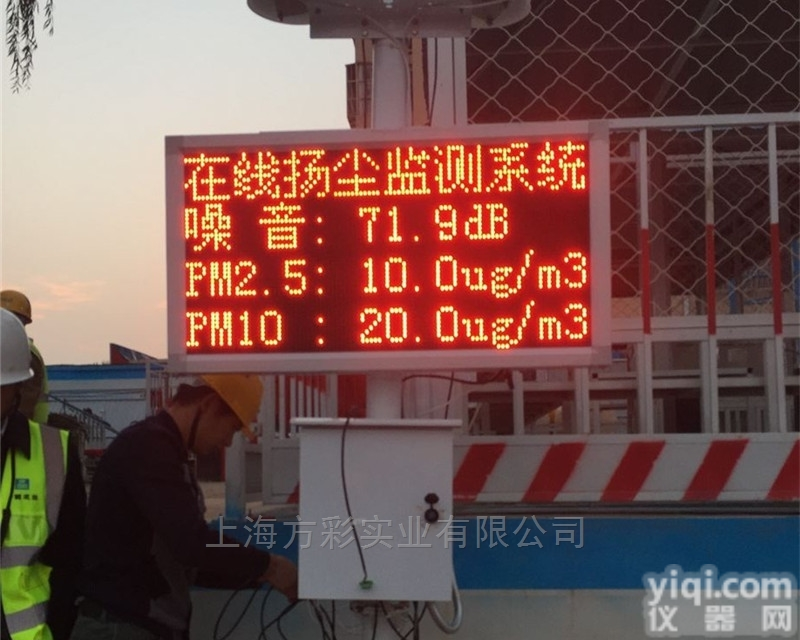 在线扬尘监测系统
噪 音: 71.9dB
PM2.5: 10.0ug/m3
PM10 : 20.0ug/m3
上海方彩实业有限公司
yiqi.com
仪器网